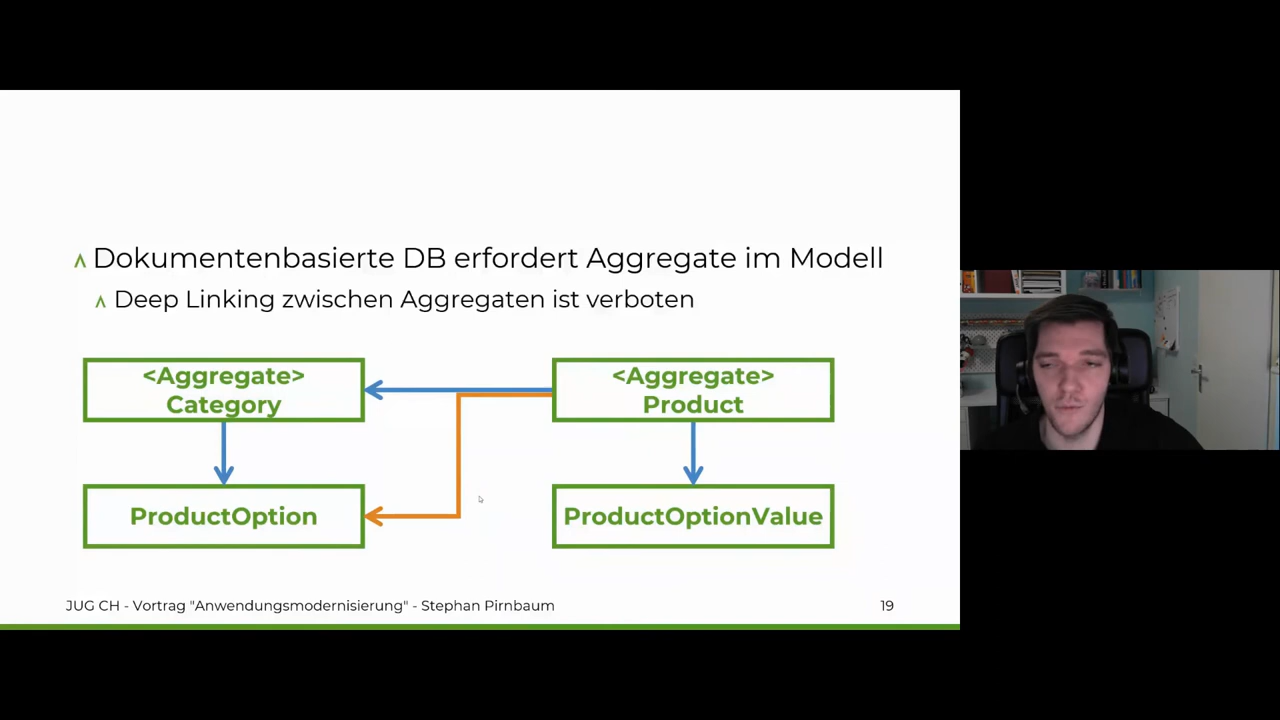 Dokumentenbasierte DB erfordert Aggregate im Modell
Deep Linking zwischen Aggregaten ist verboten
<Aggregate>
Category
<Aggregate>
Product
ProductOption
ProductOptionValue
JUG CH - Vortrag "Anwendungsmodernisierung" - Stephan Pirnbaum
19